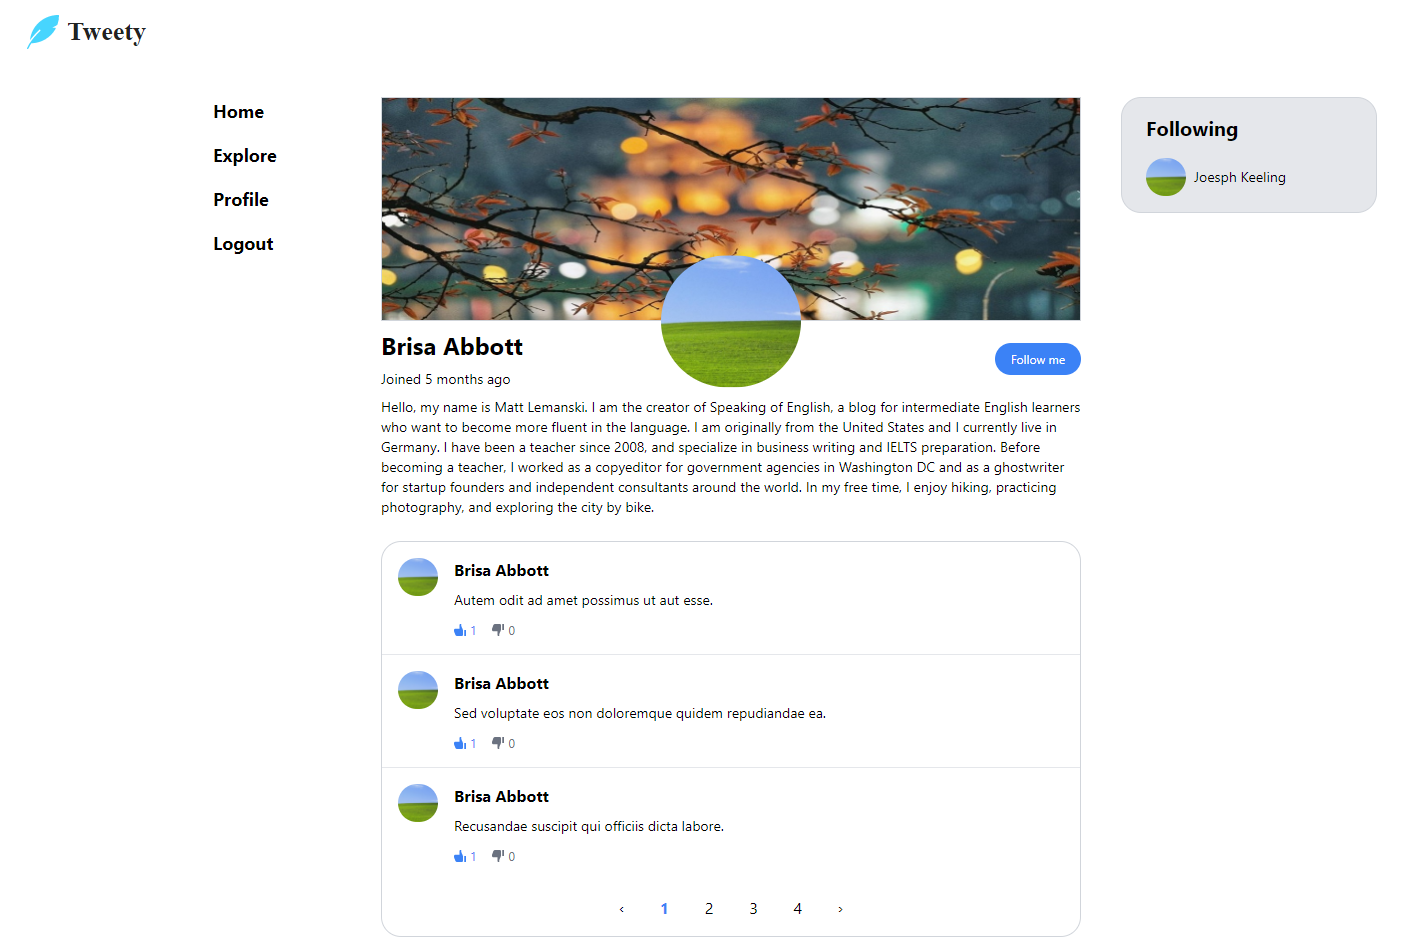 Tweety
Home
Explore
Profile
Logout
Brisa Abbott
Joined 5 months ago
Follow me
Hello, my name is Matt Lemanski. I am the creator of Speaking of English, a blog for intermediate English learners
who want to become more fluent in the language. I am originally from the United States and I currently live in
Germany. I have been a teacher since 2008, and specialize in business writing and IELTS preparation. Before
becoming a teacher, I worked as a copyeditor for government agencies in Washington DC and as a ghostwriter
for startup founders and independent consultants around the world. In my free time, I enjoy hiking, practicing
photography, and exploring the city by bike.
Brisa Abbott
Autem odit ad amet possimus ut aut esse.
1 0
Brisa Abbott
Sed voluptate eos non doloremque quidem repudiandae ea.
1 0
Brisa Abbott
Recusandae suscipit qui officiis dicta labore.
1 0
‹ 1 2 3 4 ›
Following
Joesph Keeling